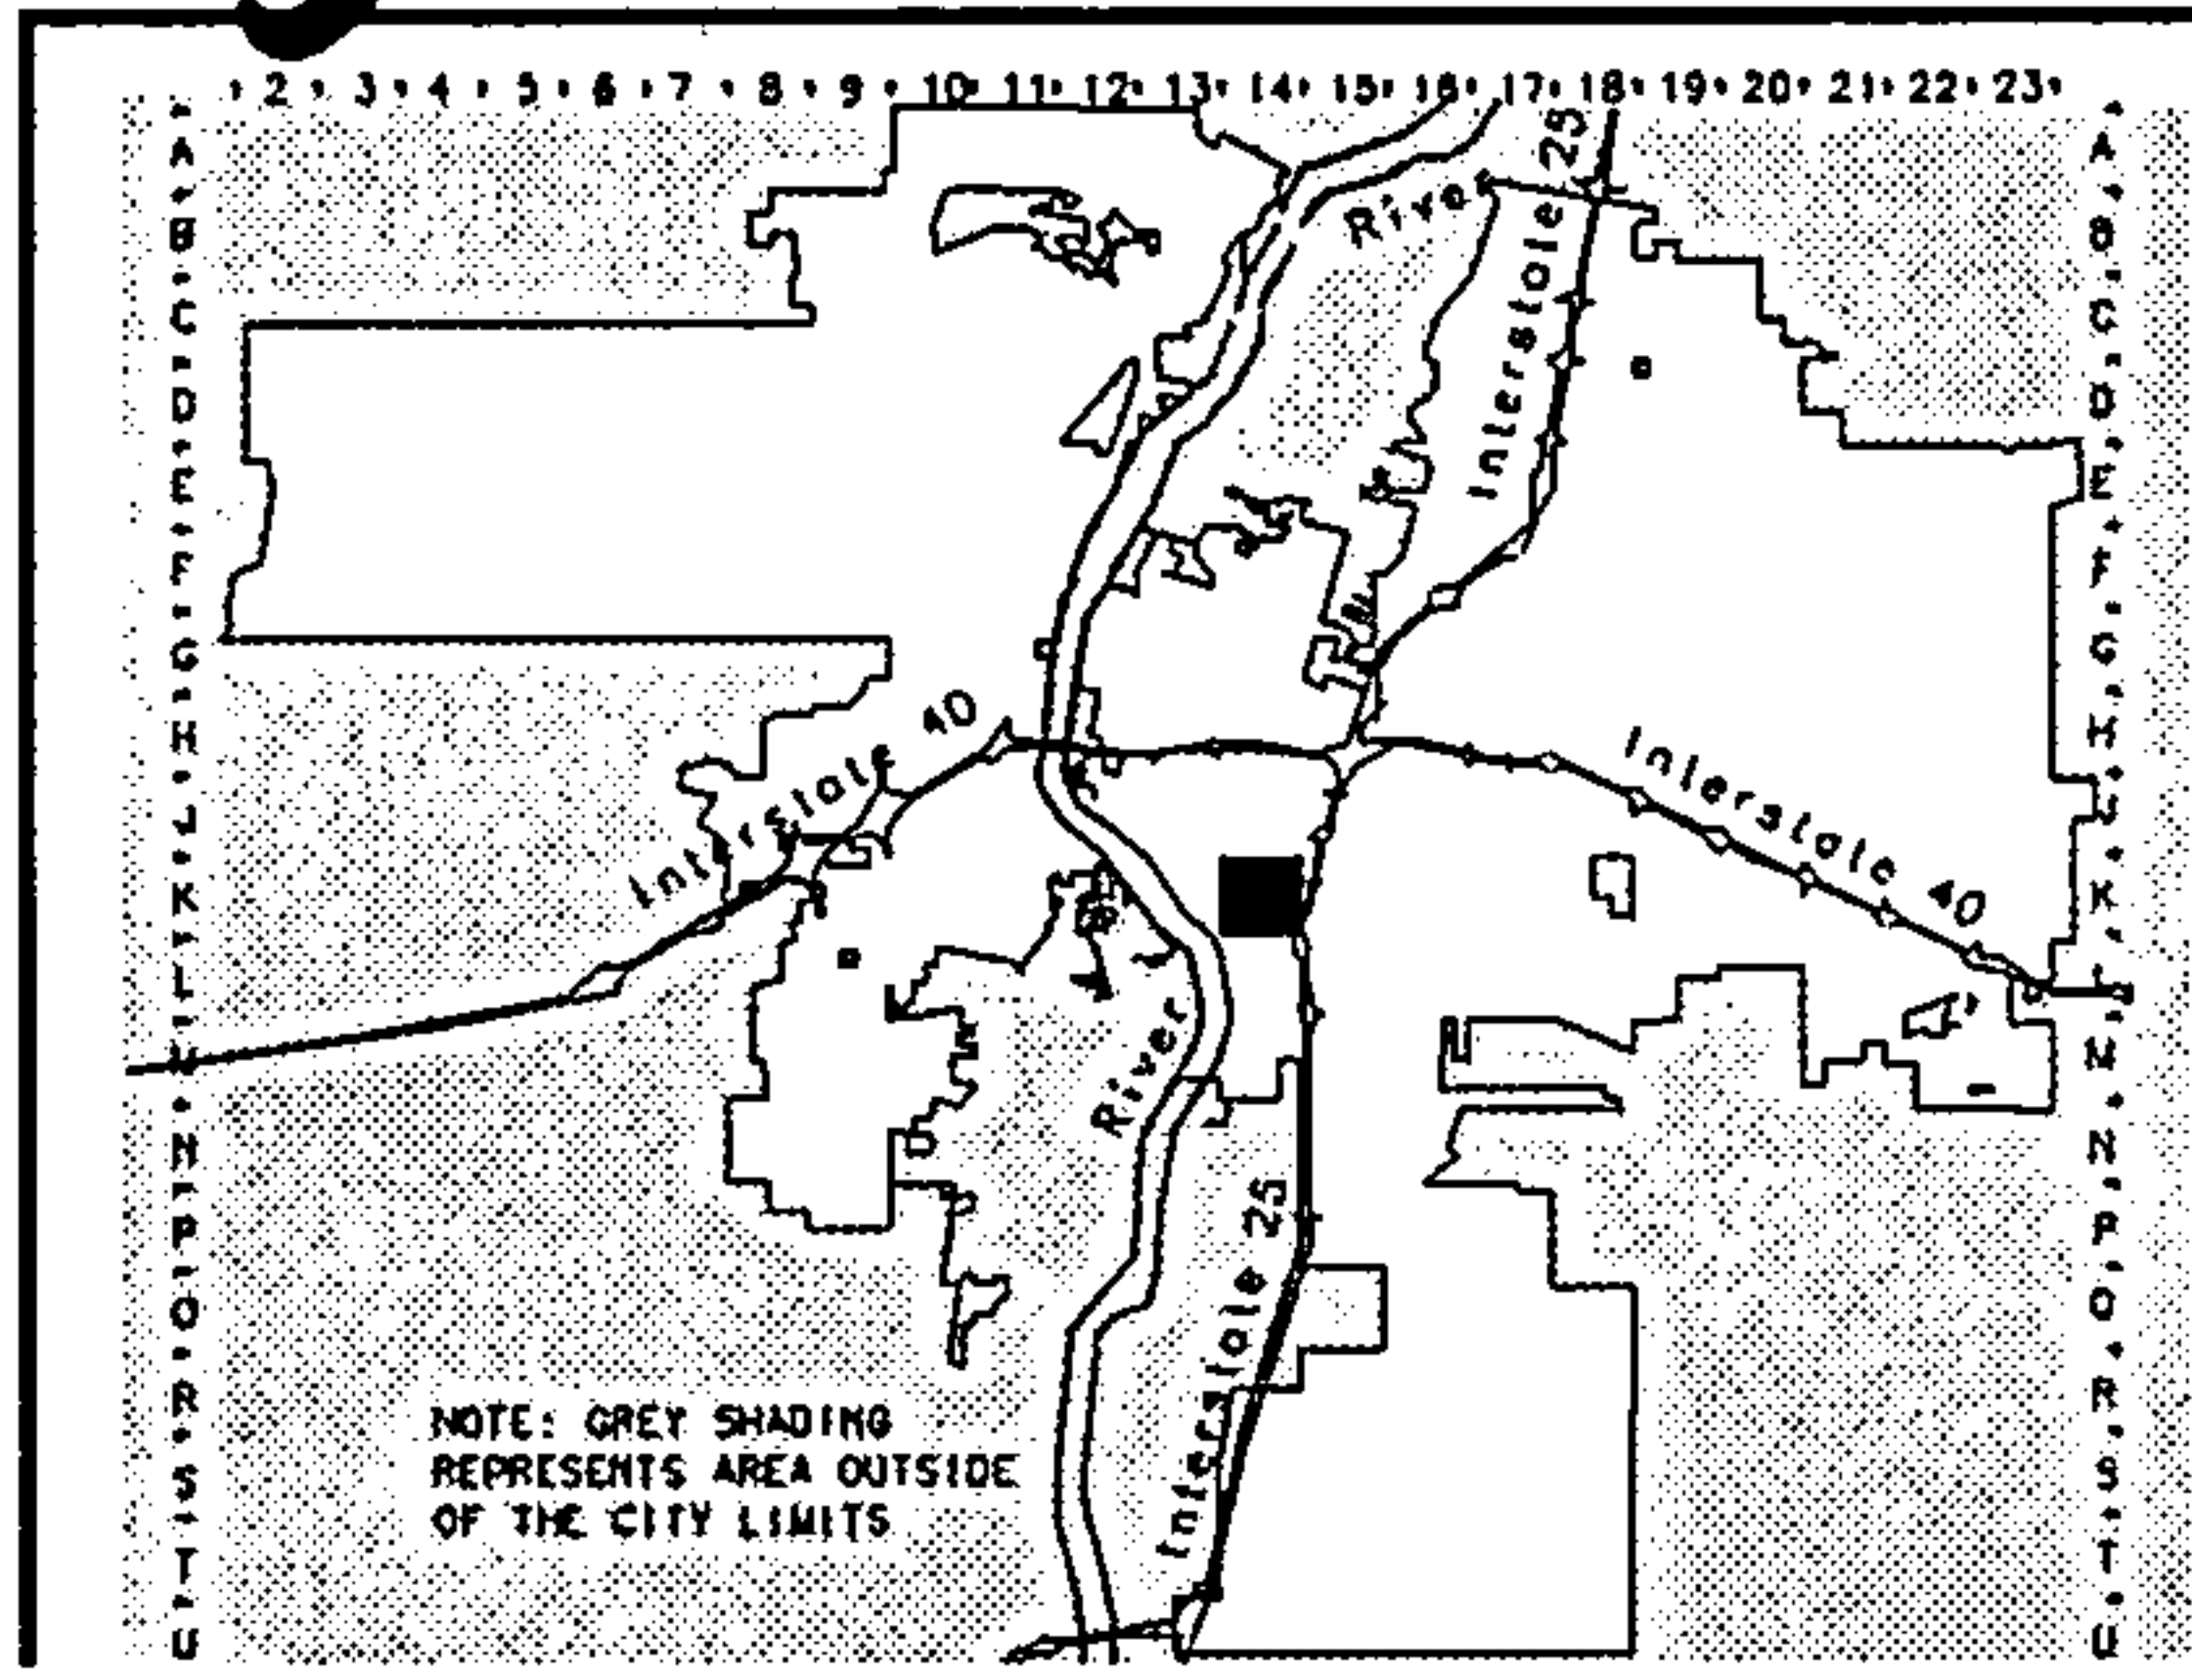 2 3 4 5 6 7 8 9 10 11 12 13 14 15 16 17 18 19 20 21 22 23
A A
B B
C C
D D
E E
F F
G G
H H
J J
K K
L L
M M
N N
P P
Q Q
R R
S S
T T
U U
River
Interstate 25
Interstate 40
Interstate 40
River
Interstate 25
NOTE: GREY SHADING
REPRESENTS AREA OUTSIDE
OF THE CITY LIMITS